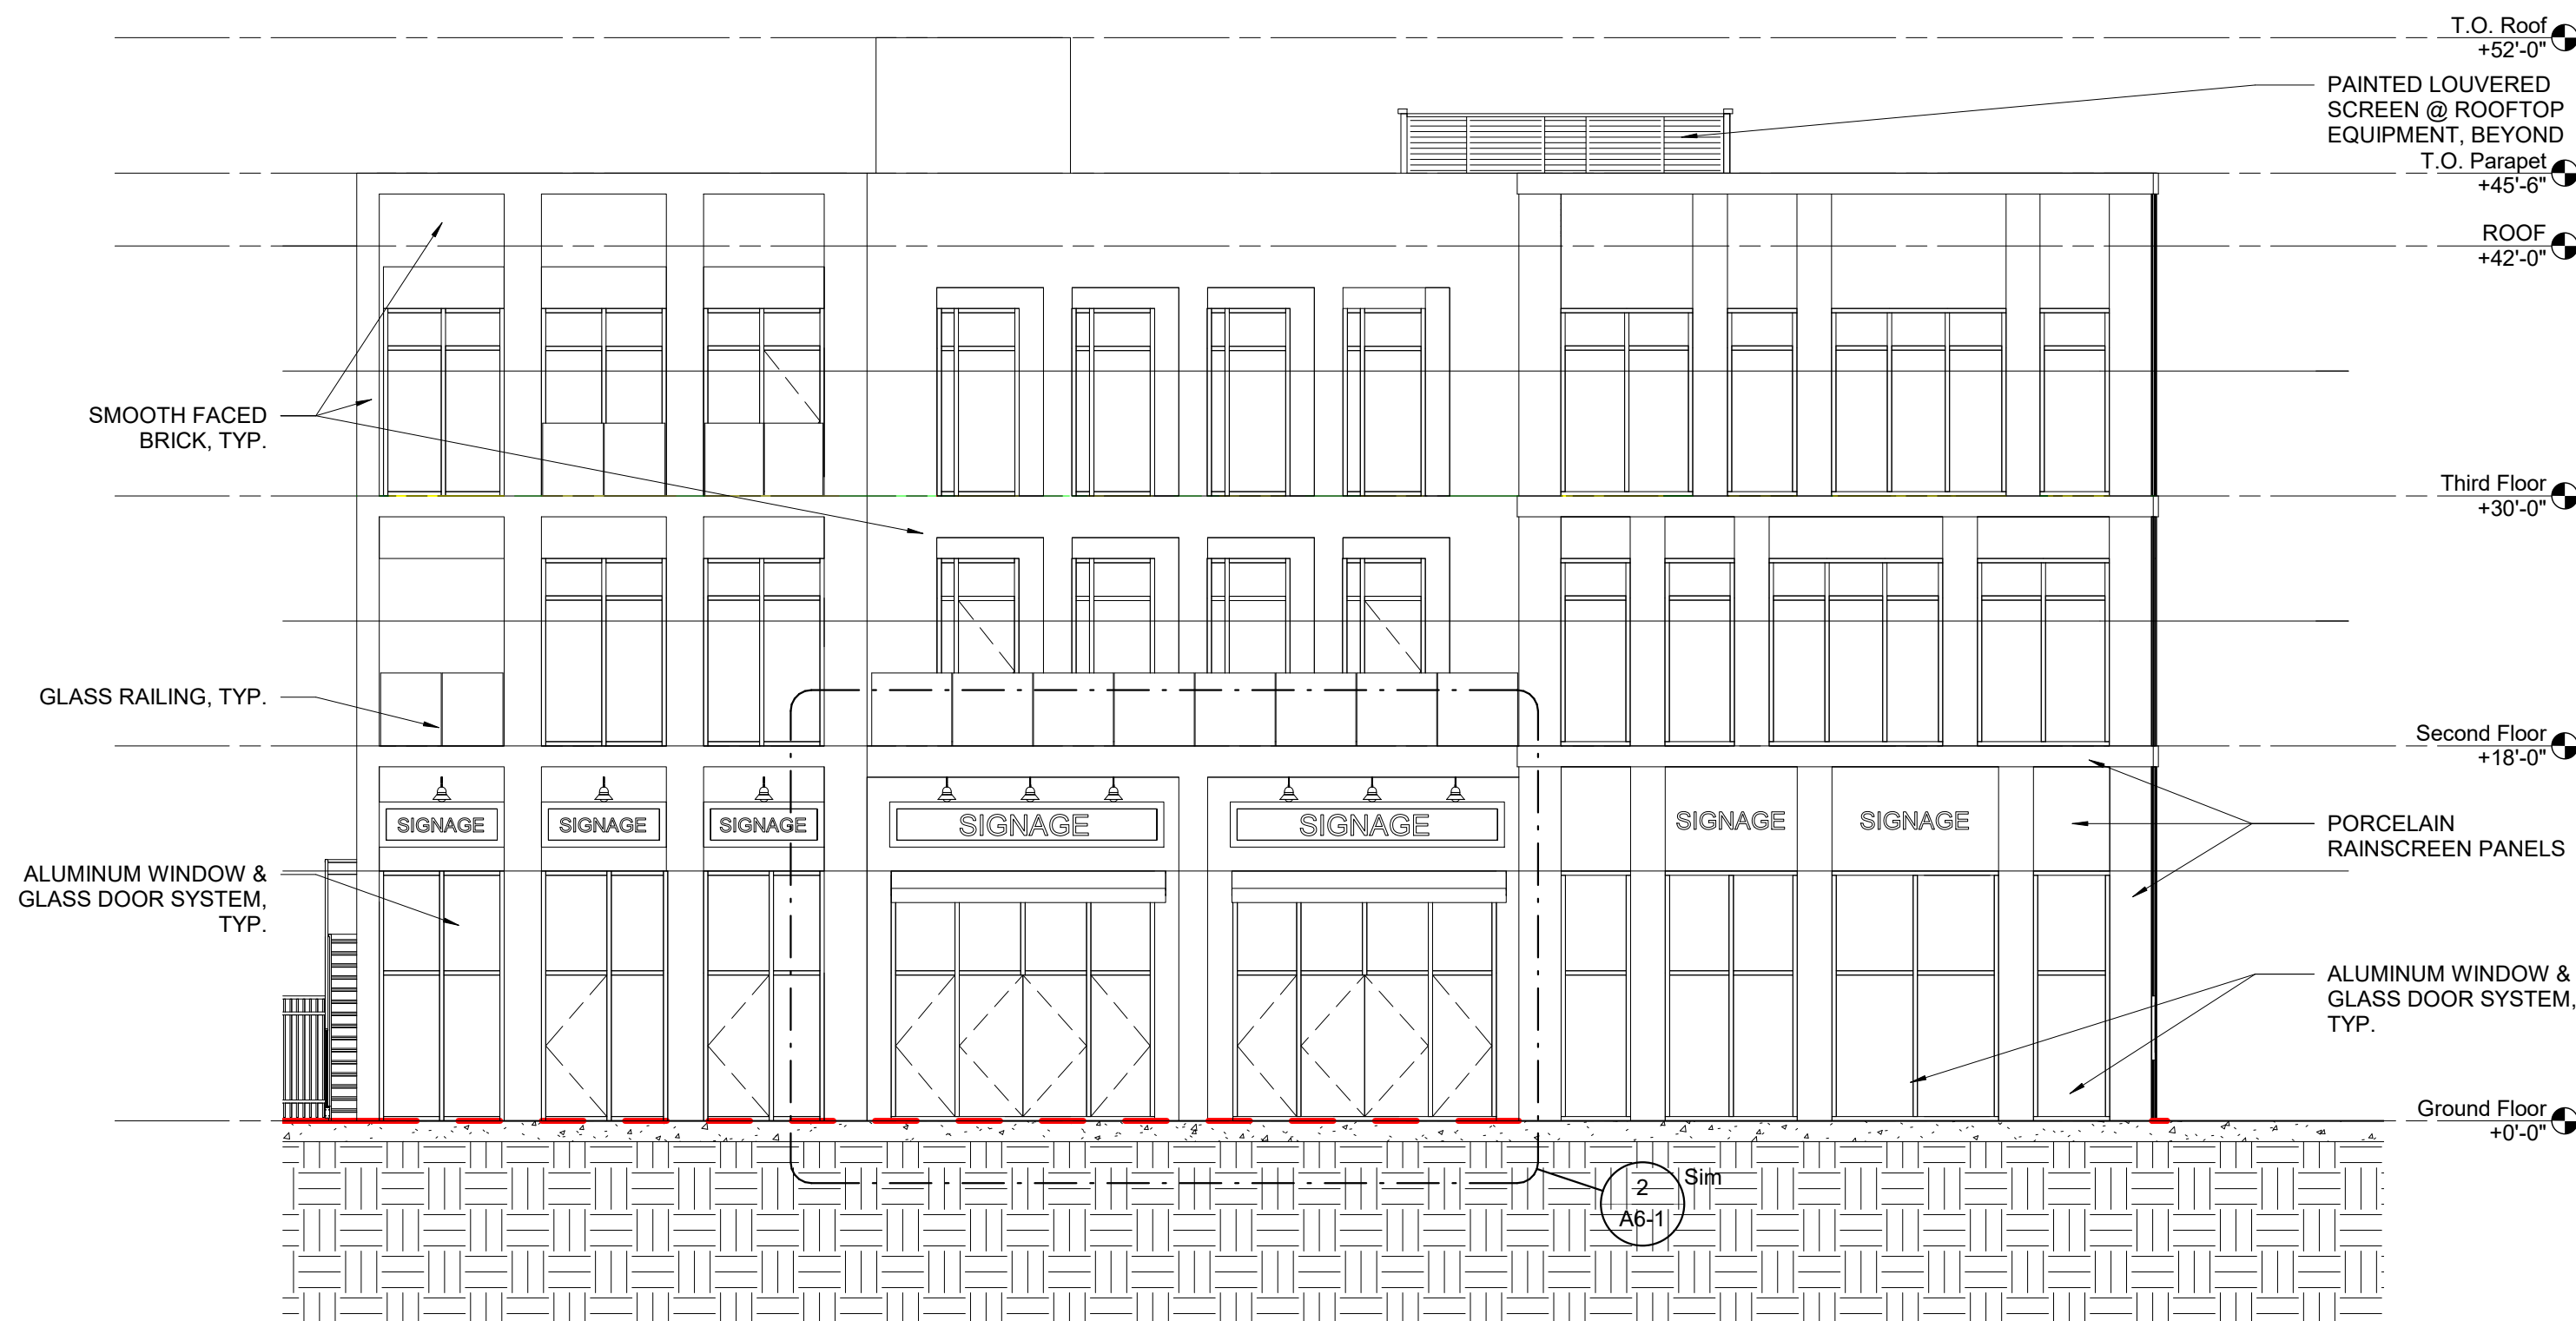 T.O. Roof
+52'-0"
PAINTED LOUVERED
SCREEN @ ROOFTOP
EQUIPMENT, BEYOND
T.O. Parapet
+45'-6"
ROOF
+42'-0"
SMOOTH FACED
BRICK, TYP.
Third Floor
+30'-0"
GLASS RAILING, TYP.
Second Floor
+18'-0"
SIGNAGE
SIGNAGE
SIGNAGE
SIGNAGE
SIGNAGE
SIGNAGE
SIGNAGE
PORCELAIN
RAINSCREEN PANELS
ALUMINUM WINDOW &
GLASS DOOR SYSTEM,
TYP.
ALUMINUM WINDOW &
GLASS DOOR SYSTEM,
TYP.
Ground Floor
+0'-0"
2
Sim
A6-1